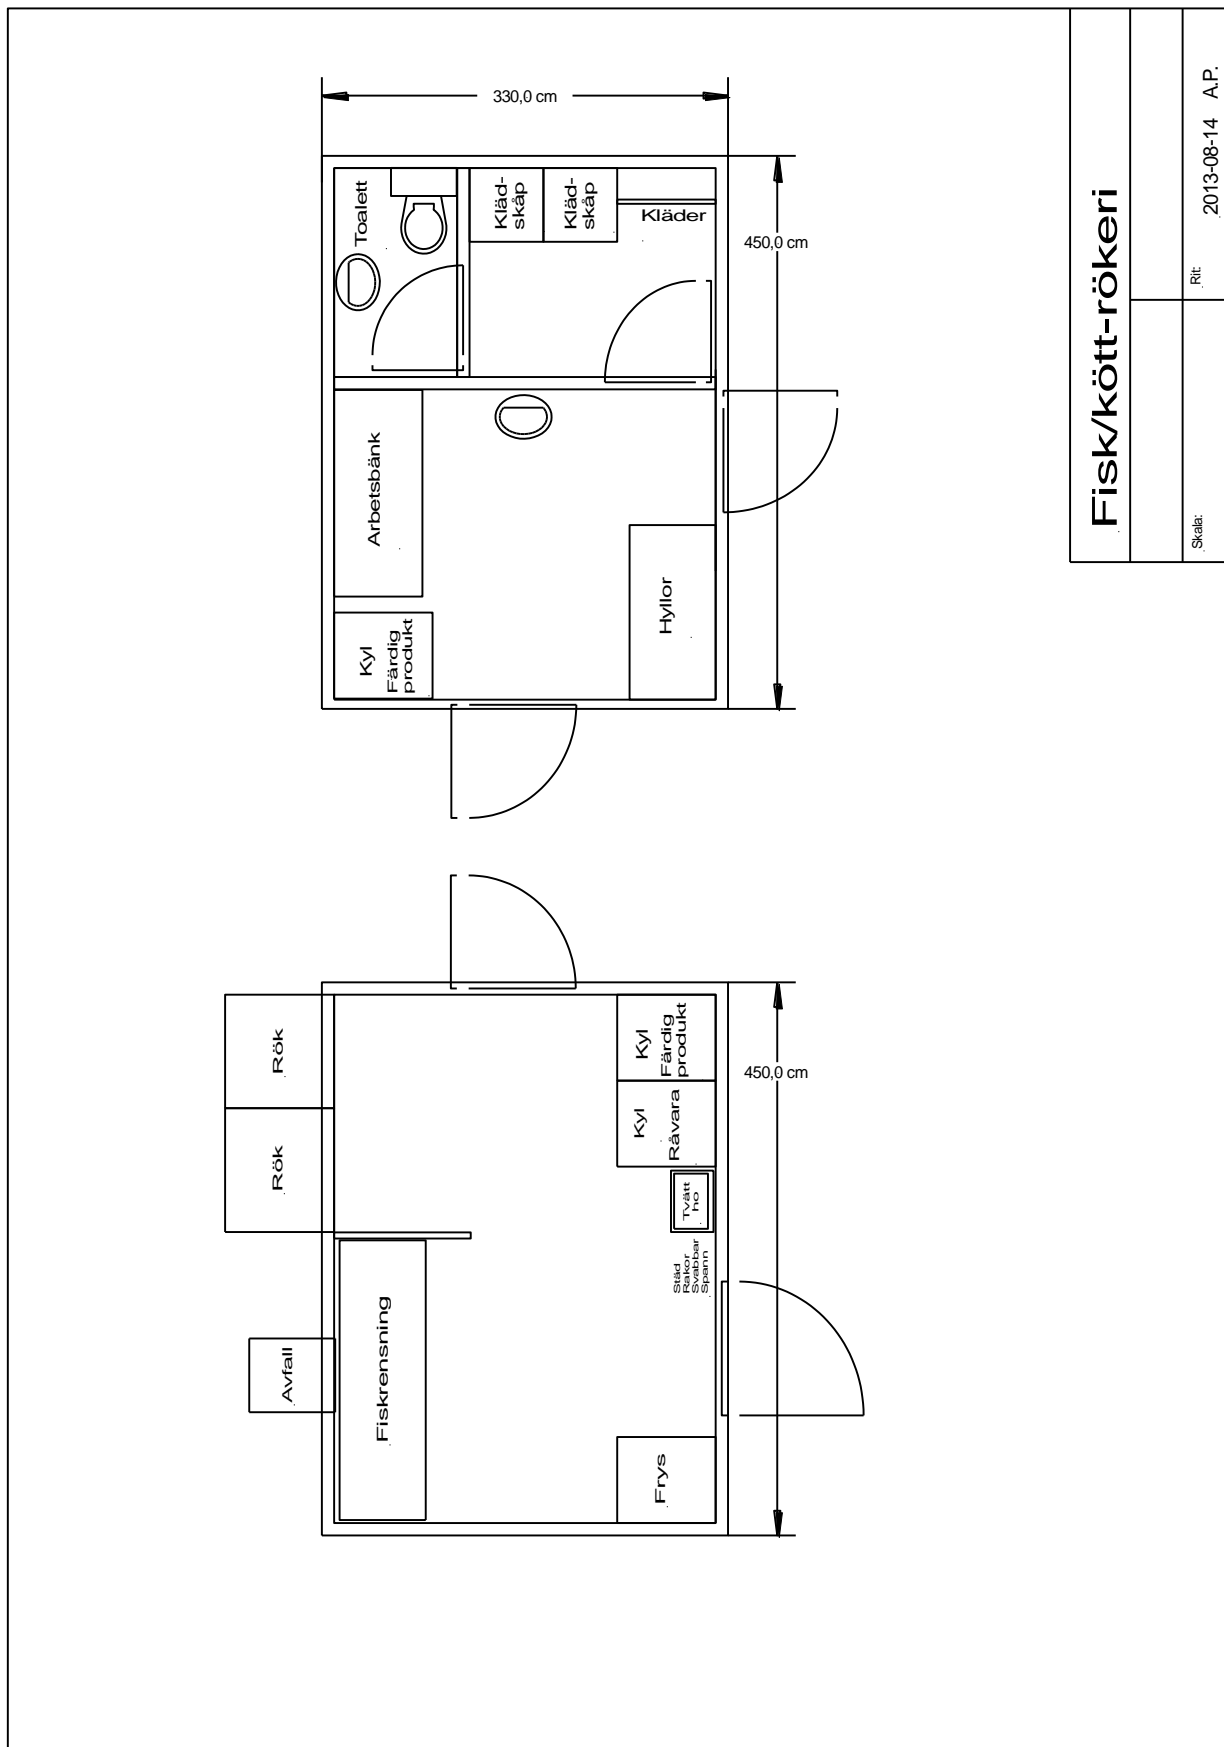 330,0 cm
Toalett
Kläd-
skåp
Kläd-
skåp
Kläder
450,0 cm
Arbetsbänk
Kyl
Färdig
produkt
Hyllor
Rök
Rök
Kyl
Färdig
produkt
Kyl
Råvara
450,0 cm
Tvätt
ho
Städ
Rakor
Svabbar
Spann
Avfall
Fiskrensning
Frys
Fisk/kött-rökeri
Skala:
Rit:
2013-08-14 A.P.